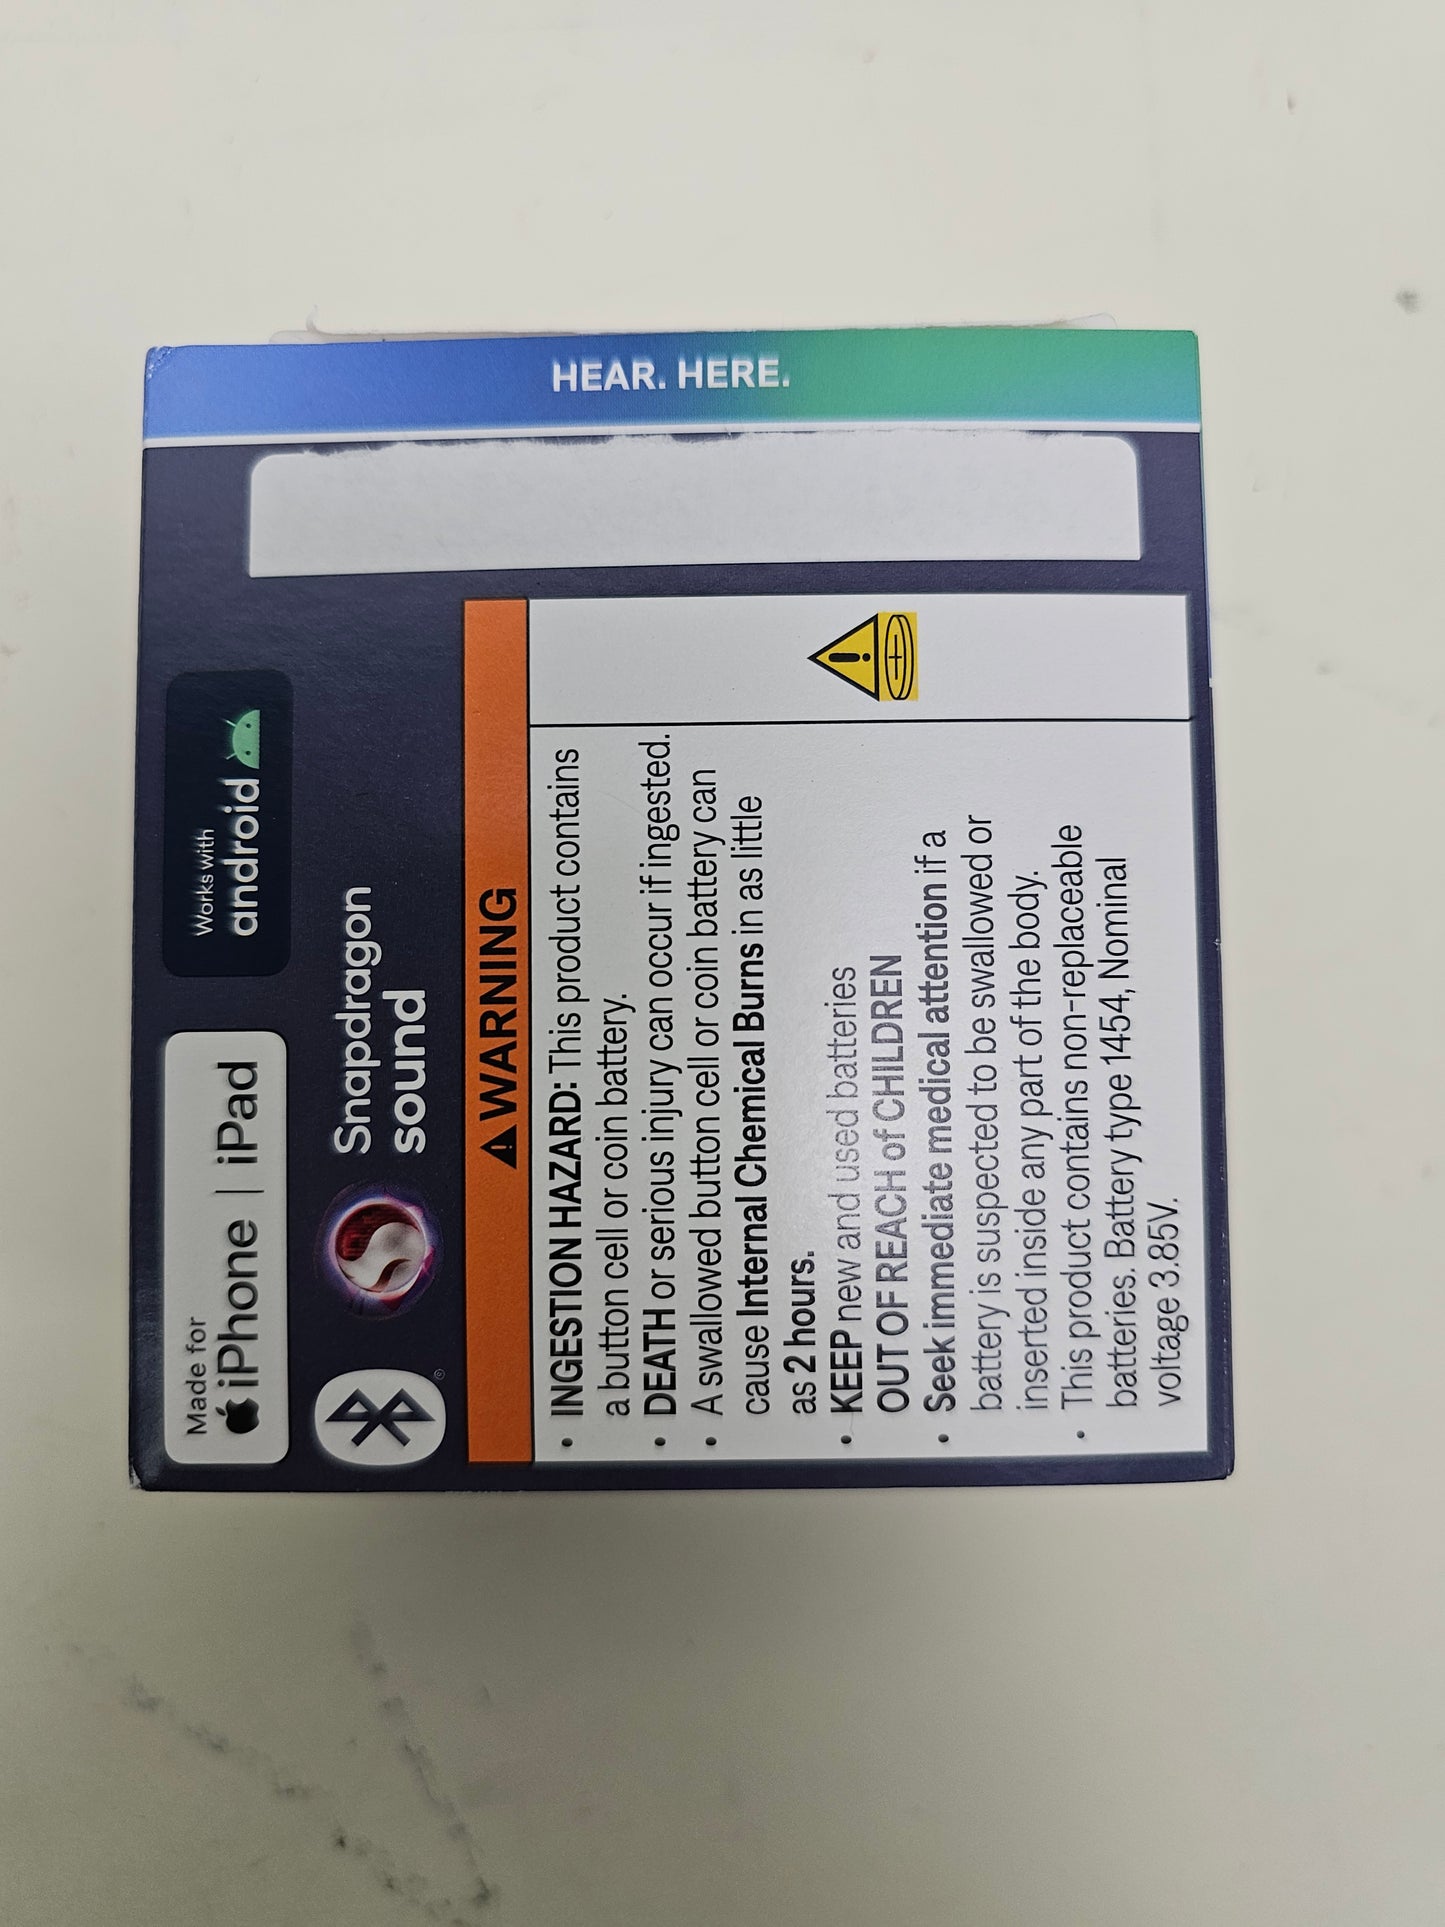 Made for
iPhone | iPad
Works with
android
Snapdragon
sound
®
WARNING
• INGESTION HAZARD: This product contains
a button cell or coin battery.
• DEATH or serious injury can occur if ingested.
• A swallowed button cell or coin battery can
cause Internal Chemical Burns in as little
as 2 hours.
• KEEP new and used batteries
OUT OF REACH of CHILDREN
• Seek immediate medical attention if a
battery is suspected to be swallowed or
inserted inside any part of the body.
• This product contains non-replaceable
batteries. Battery type 1454, Nominal
voltage 3.85V.
HEAR. HERE.